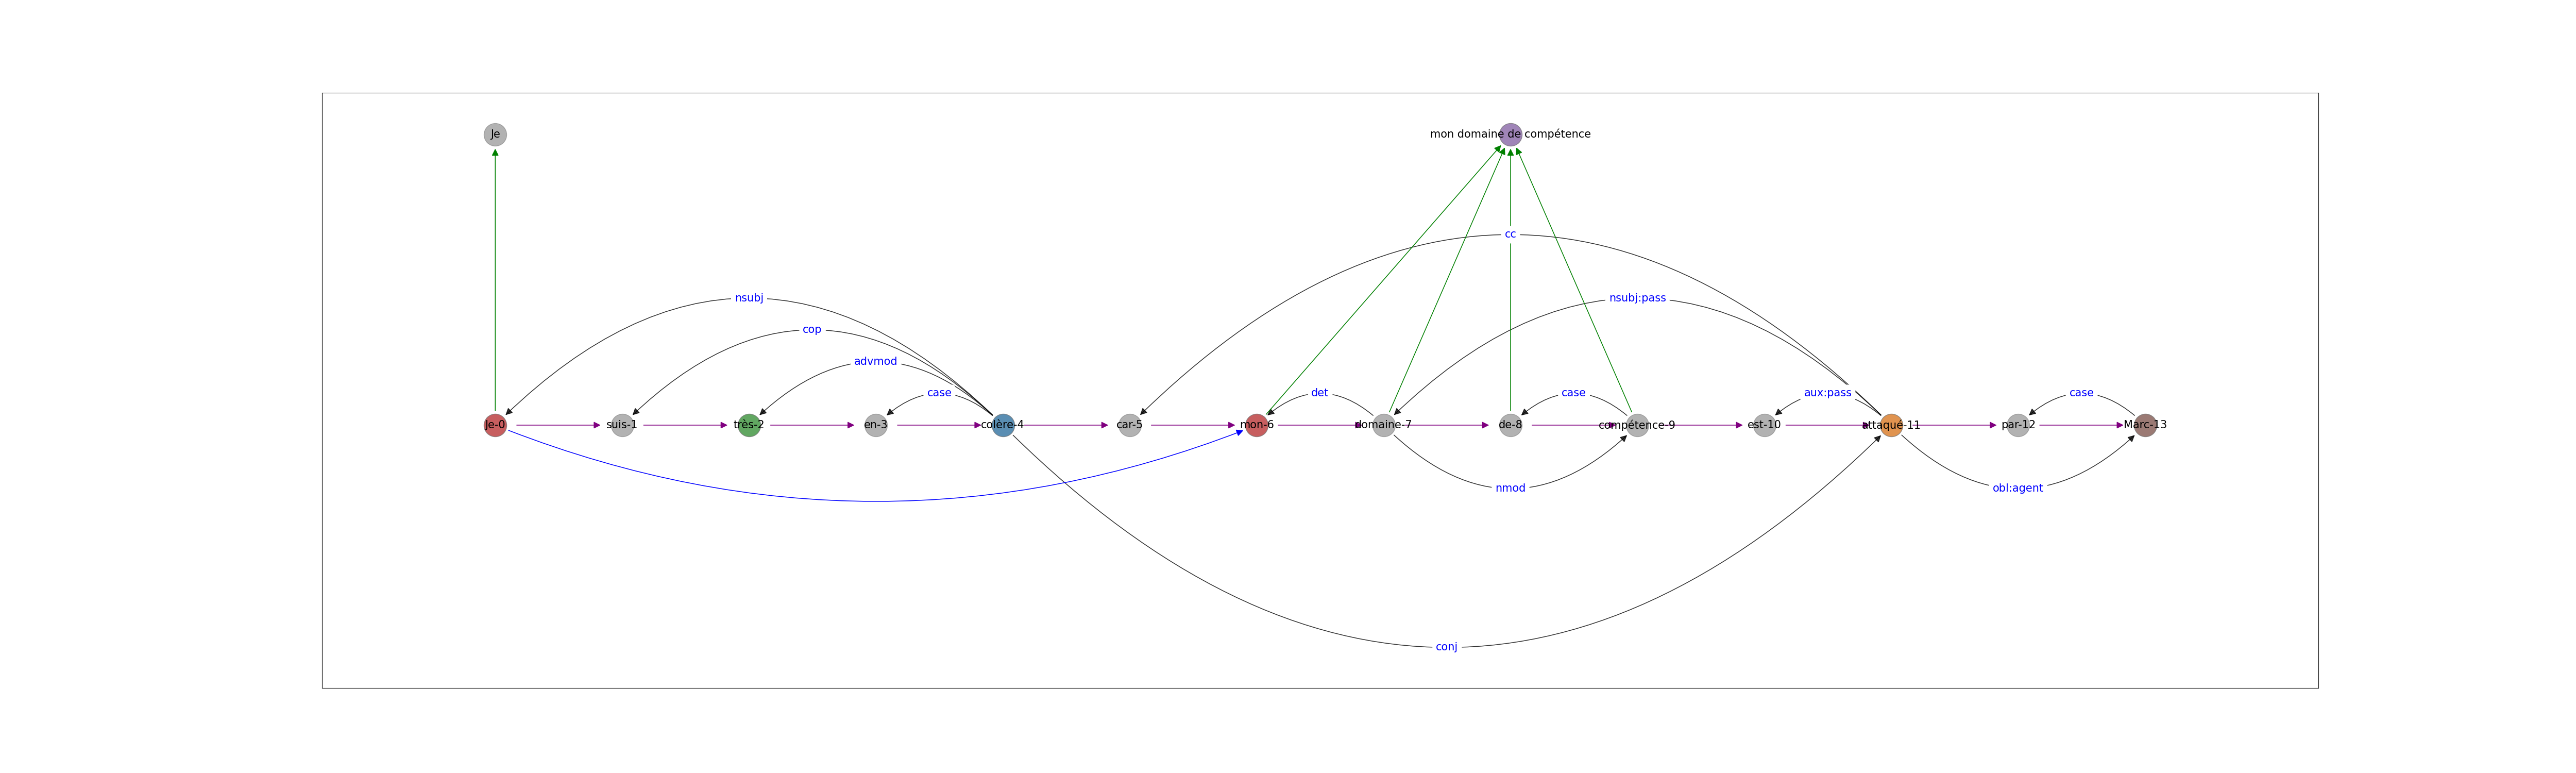 Je
mon domaine de compétence
cc
nsubj
nsubj:pass
cop
advmod
case
det
case
aux:pass
case
Je-0
suis-1
très-2
en-3
colère-4
car-5
mon-6
domaine-7
de-8
compétence-9
est-10
attaqué-11
par-12
Marc-13
nmod
obl:agent
conj